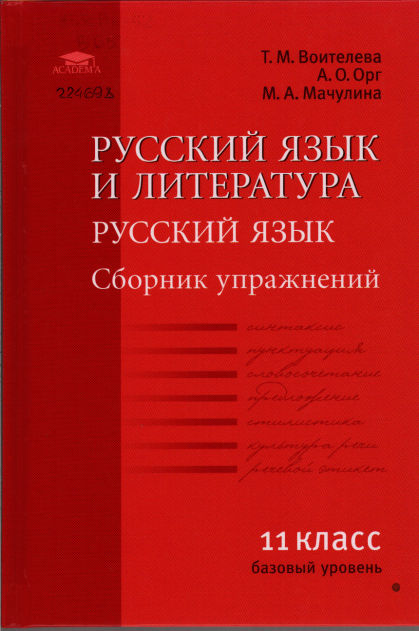 ACADEMA
224693
Т. М. Воителева
А. О. Орг
М. А. Мачулина
РУССКИЙ ЯЗЫК
И ЛИТЕРАТУРА
РУССКИЙ ЯЗЫК
Сборник упражнений
синтаксис
пунктуация
словосочетание
предложение
стилистика
культура речи
речевой этикет
11 КЛАСС
базовый уровень